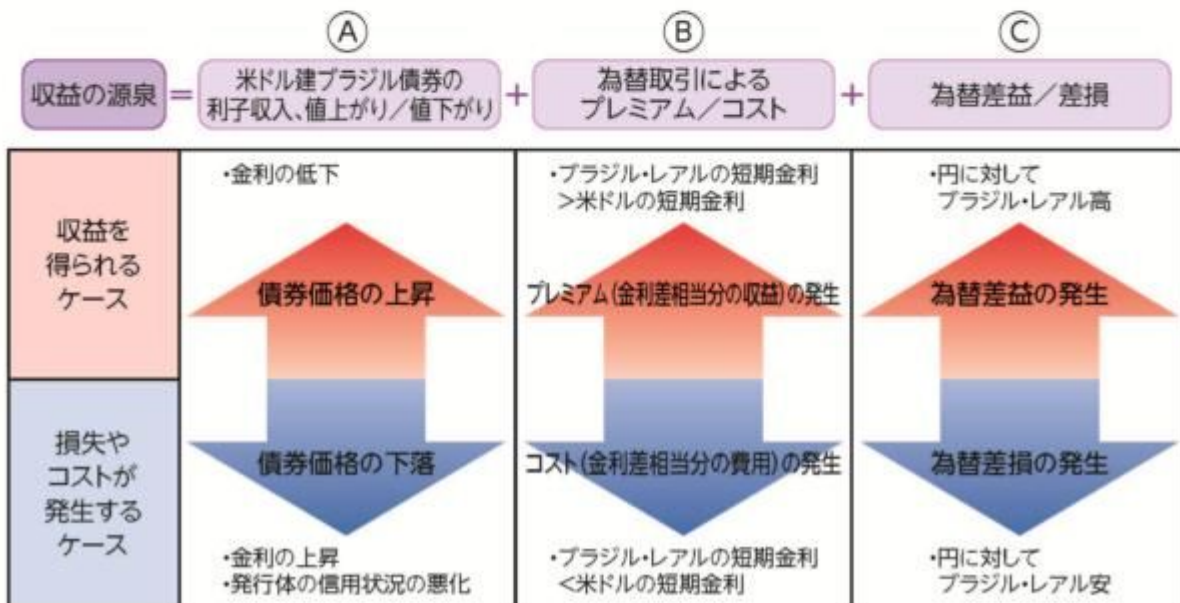 Ⓐ
Ⓑ
Ⓒ
収益の源泉
=
米ドル建ブラジル債券の
利子収入、値上がり/値下がり
+
為替取引による
プレミアム/コスト
+
為替差益/差損
収益を
得られる
ケース
・金利の低下
債券価格の上昇
・ブラジル・レアルの短期金利
>米ドルの短期金利
プレミアム(金利差相当分の収益)の発生
・円に対して
ブラジル・レアル高
為替差益の発生
損失や
コストが
発生する
ケース
債券価格の下落
・金利の上昇
・発行体の信用状況の悪化
コスト(金利差相当分の費用)の発生
・ブラジル・レアルの短期金利
<米ドルの短期金利
為替差損の発生
・円に対して
ブラジル・レアル安